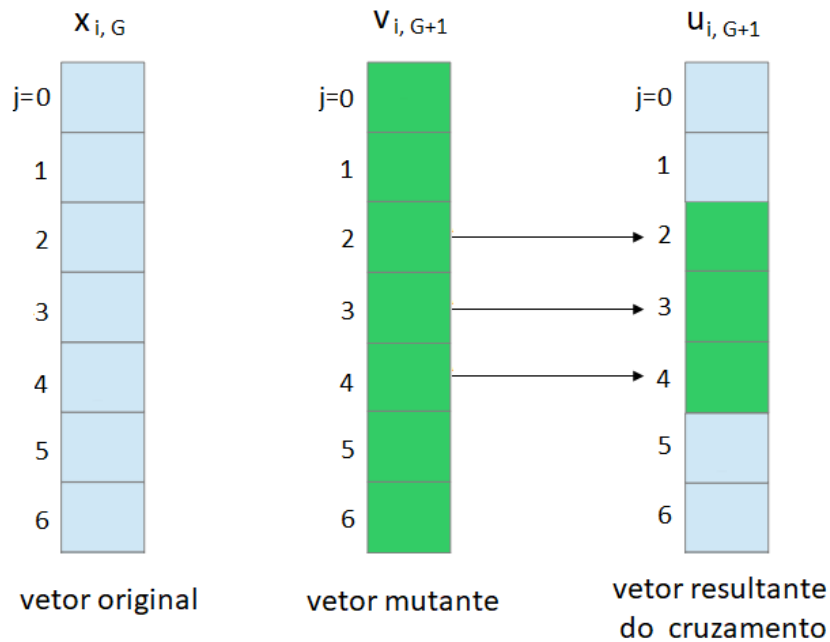 x i, G v i, G+1 u i, G+1
j=0 j=0 j=0
1 1 1
2 2 2
3 3 3
4 4 4
5 5 5
6 6 6
vetor original vetor mutante vetor resultante
do cruzamento